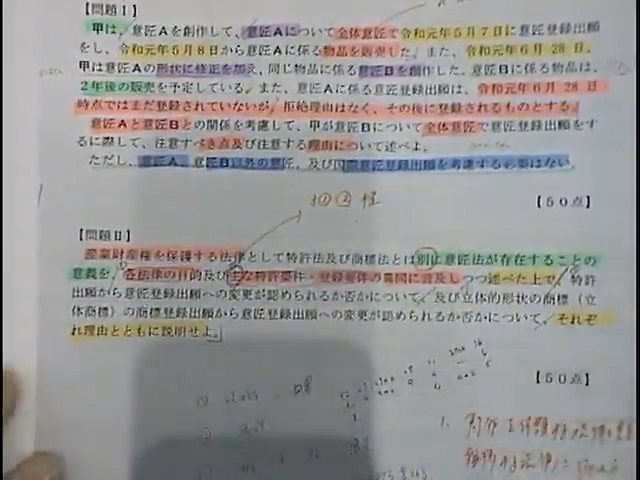 【問題Ⅰ】
甲は、意匠Aを創作して、意匠Aについて全体意匠で令和元年5月7日に意匠登録出願
をし、令和元年5月8日から意匠Aに係る物品を販売した。また、令和元年6月28日、
甲は意匠Aの形状に修正を加え、同じ物品に係る意匠Bを創作した。意匠Bに係る物品は、
2年後の販売を予定している。また、意匠Aに係る意匠登録出願は、令和元年6月28日
時点ではまだ登録されていないが、拒絶理由はなく、その後に登録されるものとする。
意匠Aと意匠Bとの関係を考慮して、甲が意匠Bについて全体意匠で意匠登録出願をす
るに際して、注意すべき点及び注意する理由について述べよ。
ただし、意匠A、意匠B以外の意匠、及び国際意匠登録出願を考慮する必要はない。
【50点】
【問題Ⅱ】
産業財産権を保護する法律として特許法及び商標法とは別に意匠法が存在することの
意義を、各法律の目的及び主な特許要件・登録要件の異同に言及しつつ述べた上で、特許
出願から意匠登録出願への変更が認められるか否かについて、及び立体的形状の商標（立
体商標）の商標登録出願から意匠登録出願への変更が認められるか否かについて、それぞ
れ理由とともに説明せよ。
【50点】